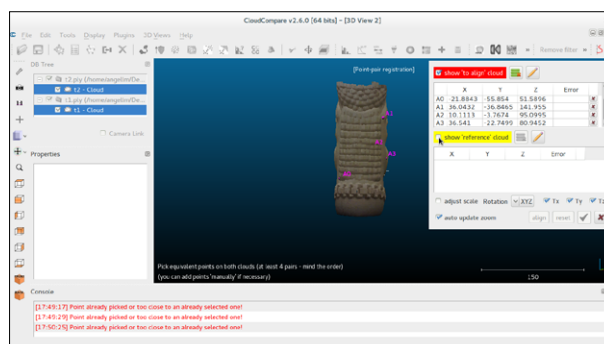 CloudCompare v2.6.0 [64 bits] - [3D View 2]
File Edit Tools Display Plugins 3D Views Help
Remove filter
DB Tree
t2.ply (/home/angelim/De...
t2 - Cloud
t1.ply (/home/angelim/De...
t1 - Cloud
Camera Link
Properties
[Point-pair registration]
show 'to align' cloud
X Y Z Error
A0 -21.8843 -55.854 51.5896
A1 36.0432 -36.8465 141.955
A2 10.1113 -3.7674 95.0995
A3 36.541 -22.7499 80.9452
show 'reference' cloud
X Y Z Error
adjust scale Rotation XYZ Tx Ty
auto update zoom align reset
Pick equivalent points on both clouds (at least 4 pairs - mind the order)
(you can add points 'manually' if necessary)
150
Console
[17:49:17] Point already picked or too close to an already selected one!
[17:49:29] Point already picked or too close to an already selected one!
[17:50:25] Point already picked or too close to an already selected one!